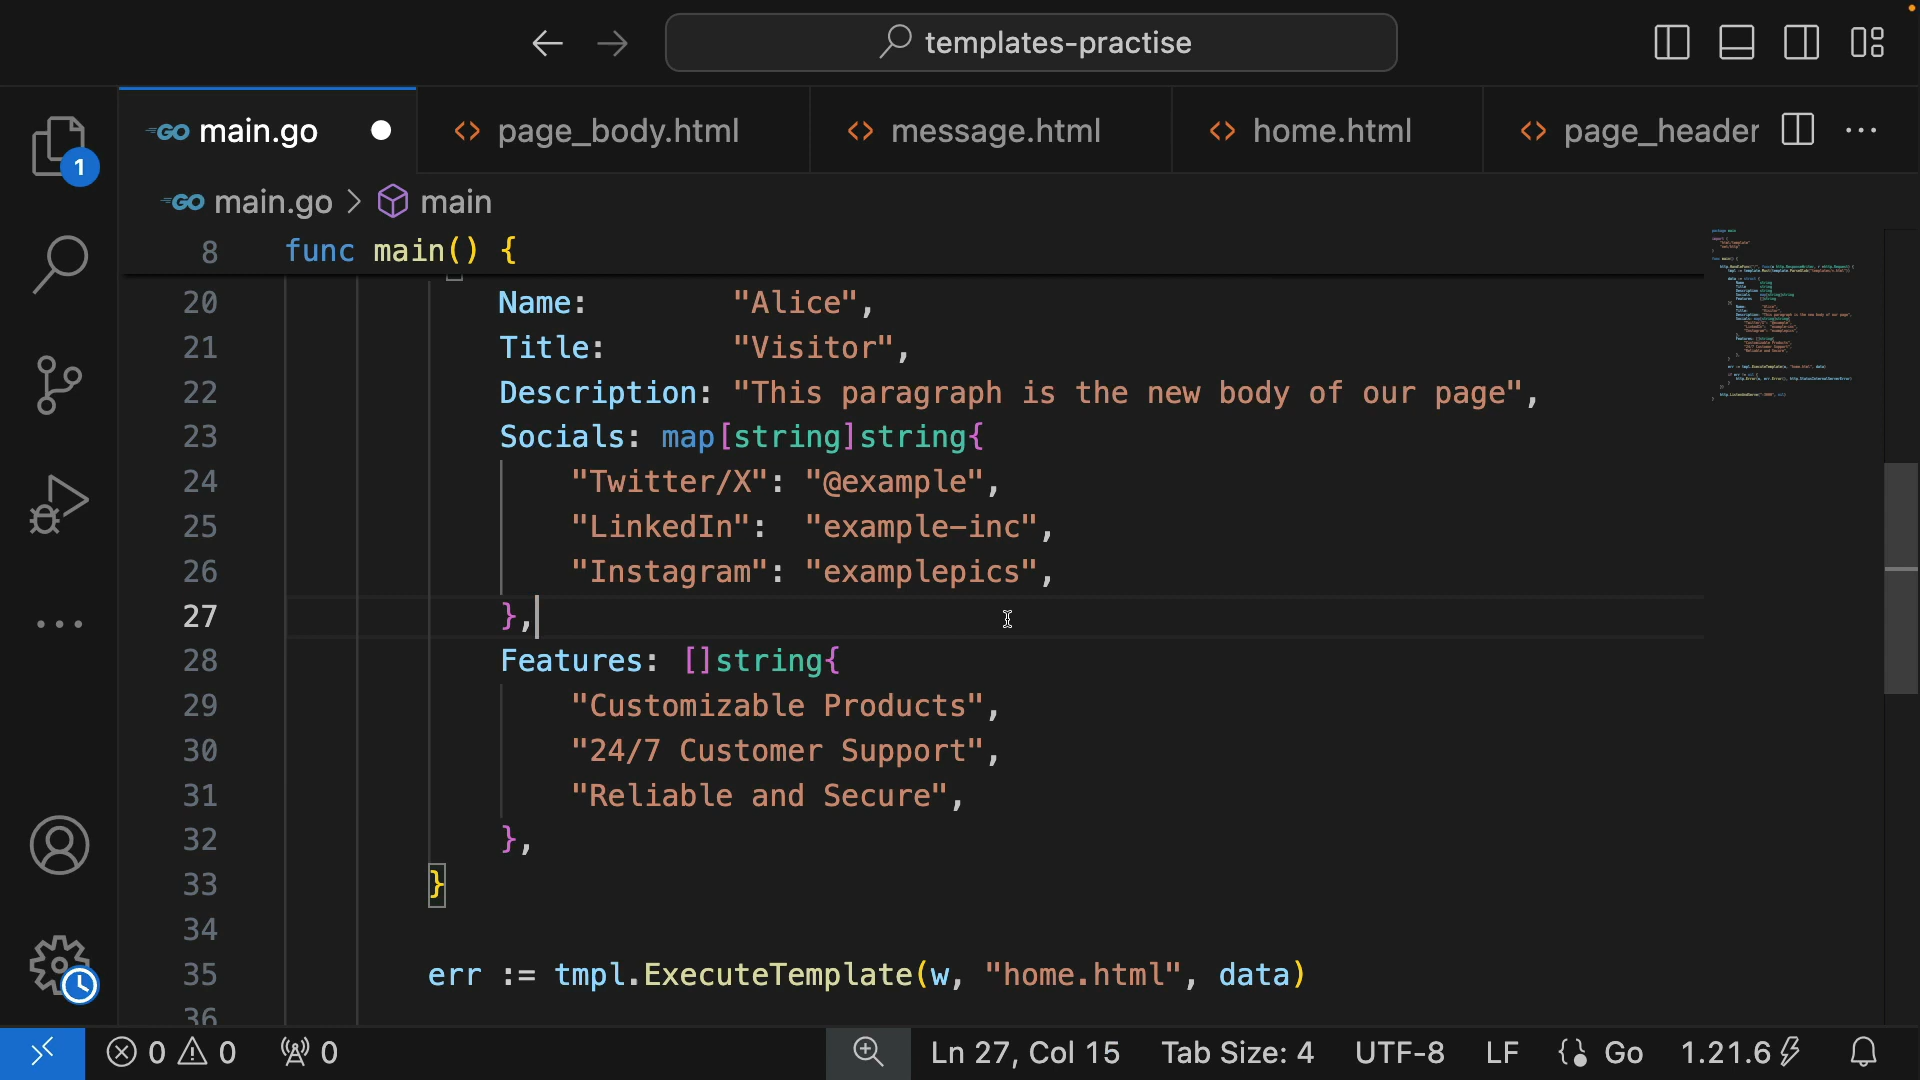 templates-practise
main.go
page_body.html
message.html
home.html
page_header
main.go > main
8 func main() {
20 Name: "Alice",
21 Title: "Visitor",
22 Description: "This paragraph is the new body of our page",
23 Socials: map[string]string{
24 "Twitter/X": "@example",
25 "LinkedIn": "example-inc",
26 "Instagram": "examplepics",
27 },
28 Features: []string{
29 "Customizable Products",
30 "24/7 Customer Support",
31 "Reliable and Secure",
32 },
33 }
34
35 err := tmpl.ExecuteTemplate(w, "home.html", data)
36
1
0 0 0 Ln 27, Col 15 Tab Size: 4 UTF-8 LF Go 1.21.6